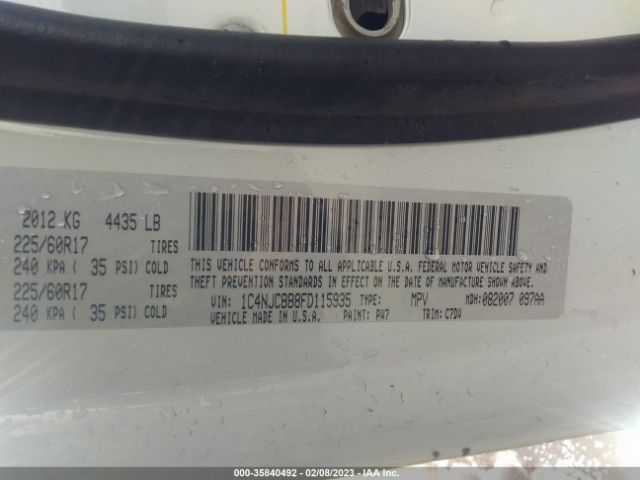 2012 KG 4435 LB
225/60R17 TIRES
240 KPA ( 35 PSI) COLD
225/60R17 TIRES
240 KPA ( 35 PSI) COLD
THIS VEHICLE CONFORMS TO ALL APPLICABLE U.S.A. FEDERAL MOTOR VEHICLE SAFETY AND
THEFT PREVENTION STANDARDS IN EFFECT ON THE DATE OF MANUFACTURE SHOWN ABOVE.
VIN: 1C4NJCBB8FD115935 TYPE: MPV MDH: 082007 097AA
VEHICLE MADE IN U.S.A. PAINT: PW7 TRIM: C7DV
000-35840492 - 02/08/2023 - IAA Inc.